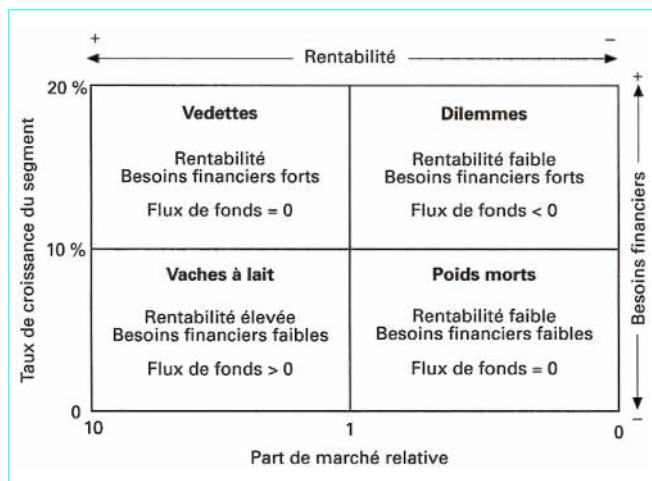 + −
Rentabilité
20 %
+
Vedettes
Rentabilité
Besoins financiers forts
Flux de fonds = 0
Dilemmes
Rentabilité faible
Besoins financiers forts
Flux de fonds < 0
Taux de croissance du segment
10 %
Besoins financiers
Vaches à lait
Rentabilité élevée
Besoins financiers faibles
Flux de fonds > 0
Poids morts
Rentabilité faible
Besoins financiers faibles
Flux de fonds = 0
0
−
10 1 0
Part de marché relative